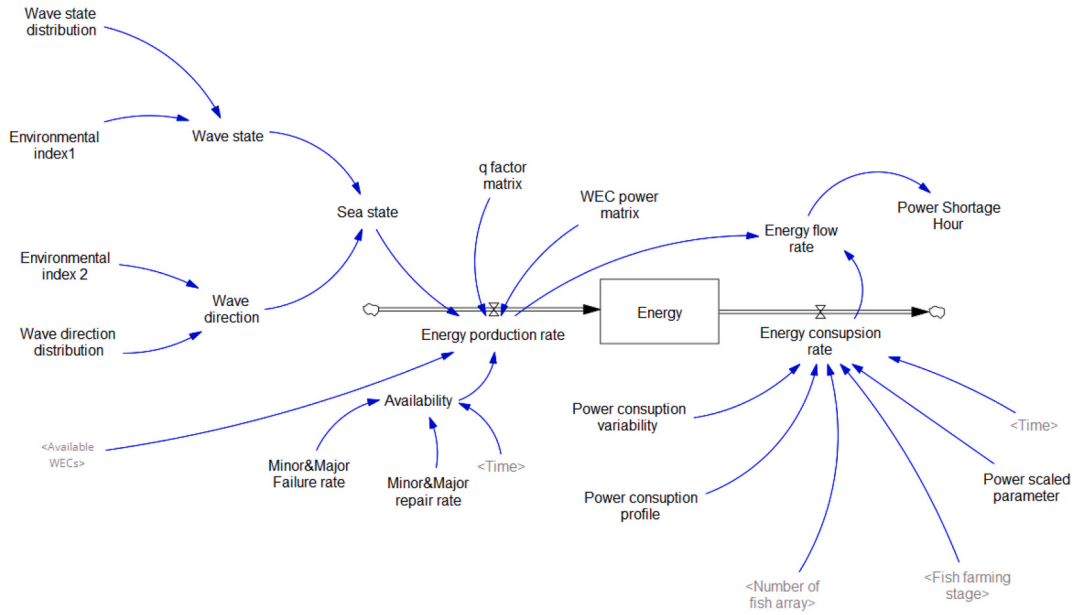 Wave state
distribution
Environmental
index1
Wave state
q factor
matrix
WEC power
matrix
Sea state
Energy flow
rate
Power Shortage
Hour
Environmental
index 2
Wave
direction
Wave direction
distribution
Energy
Energy porduction rate
Energy consupsion
rate
Availability
<Available
WECs>
Minor&Major
Failure rate
Minor&Major
repair rate
<Time>
Power consuption
variability
<Time>
Power consuption
profile
Power scaled
parameter
<Number of
fish array>
<Fish farming
stage>